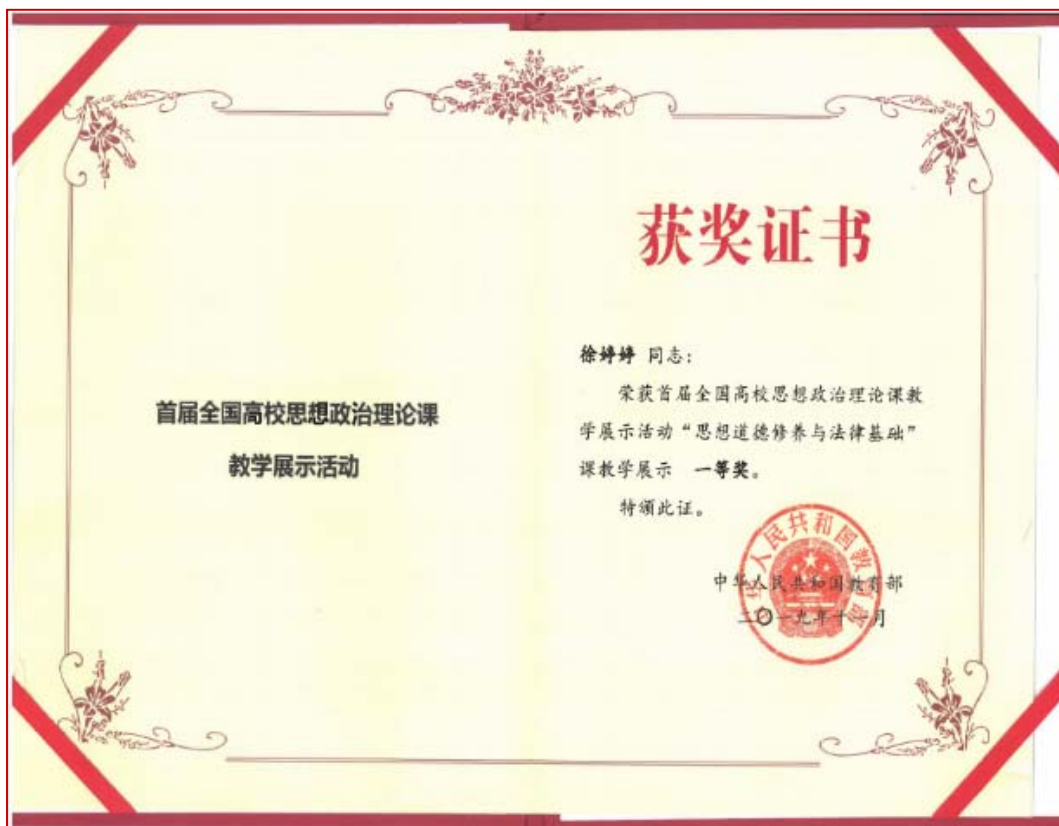 首届全国高校思想政治理论课
教学展示活动
获奖证书
徐婷婷 同志：
荣获首届全国高校思想政治理论课教
学展示活动“思想道德修养与法律基础”
课教学展示 一等奖。
特颁此证。
中华人民共和国教育部
二〇一九年十 月